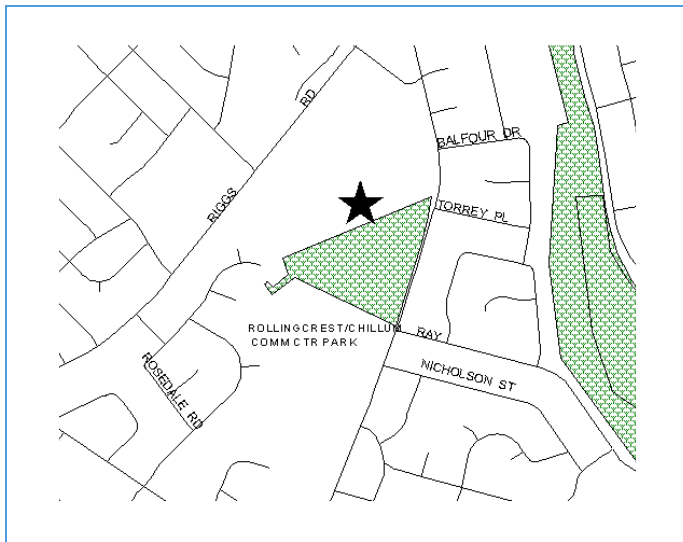 RD
BALFOUR DR
RIGGS
TORREY PL
ROLLINGCREST/CHILLUM
COMM CTR PARK
RAY
NICHOLSON ST
ROSEDALE RD